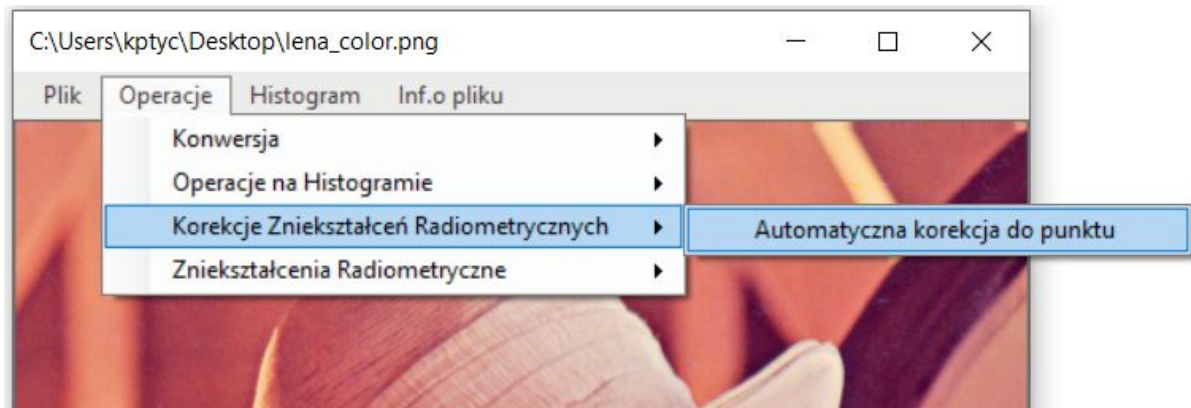 C:\Users\kptyc\Desktop\lena_color.png
Plik Operacje Histogram Inf.o pliku
Konwersja
Operacje na Histogramie
Korekcje Zniekształceń Radiometrycznych Automatyczna korekcja do punktu
Zniekształcenia Radiometryczne